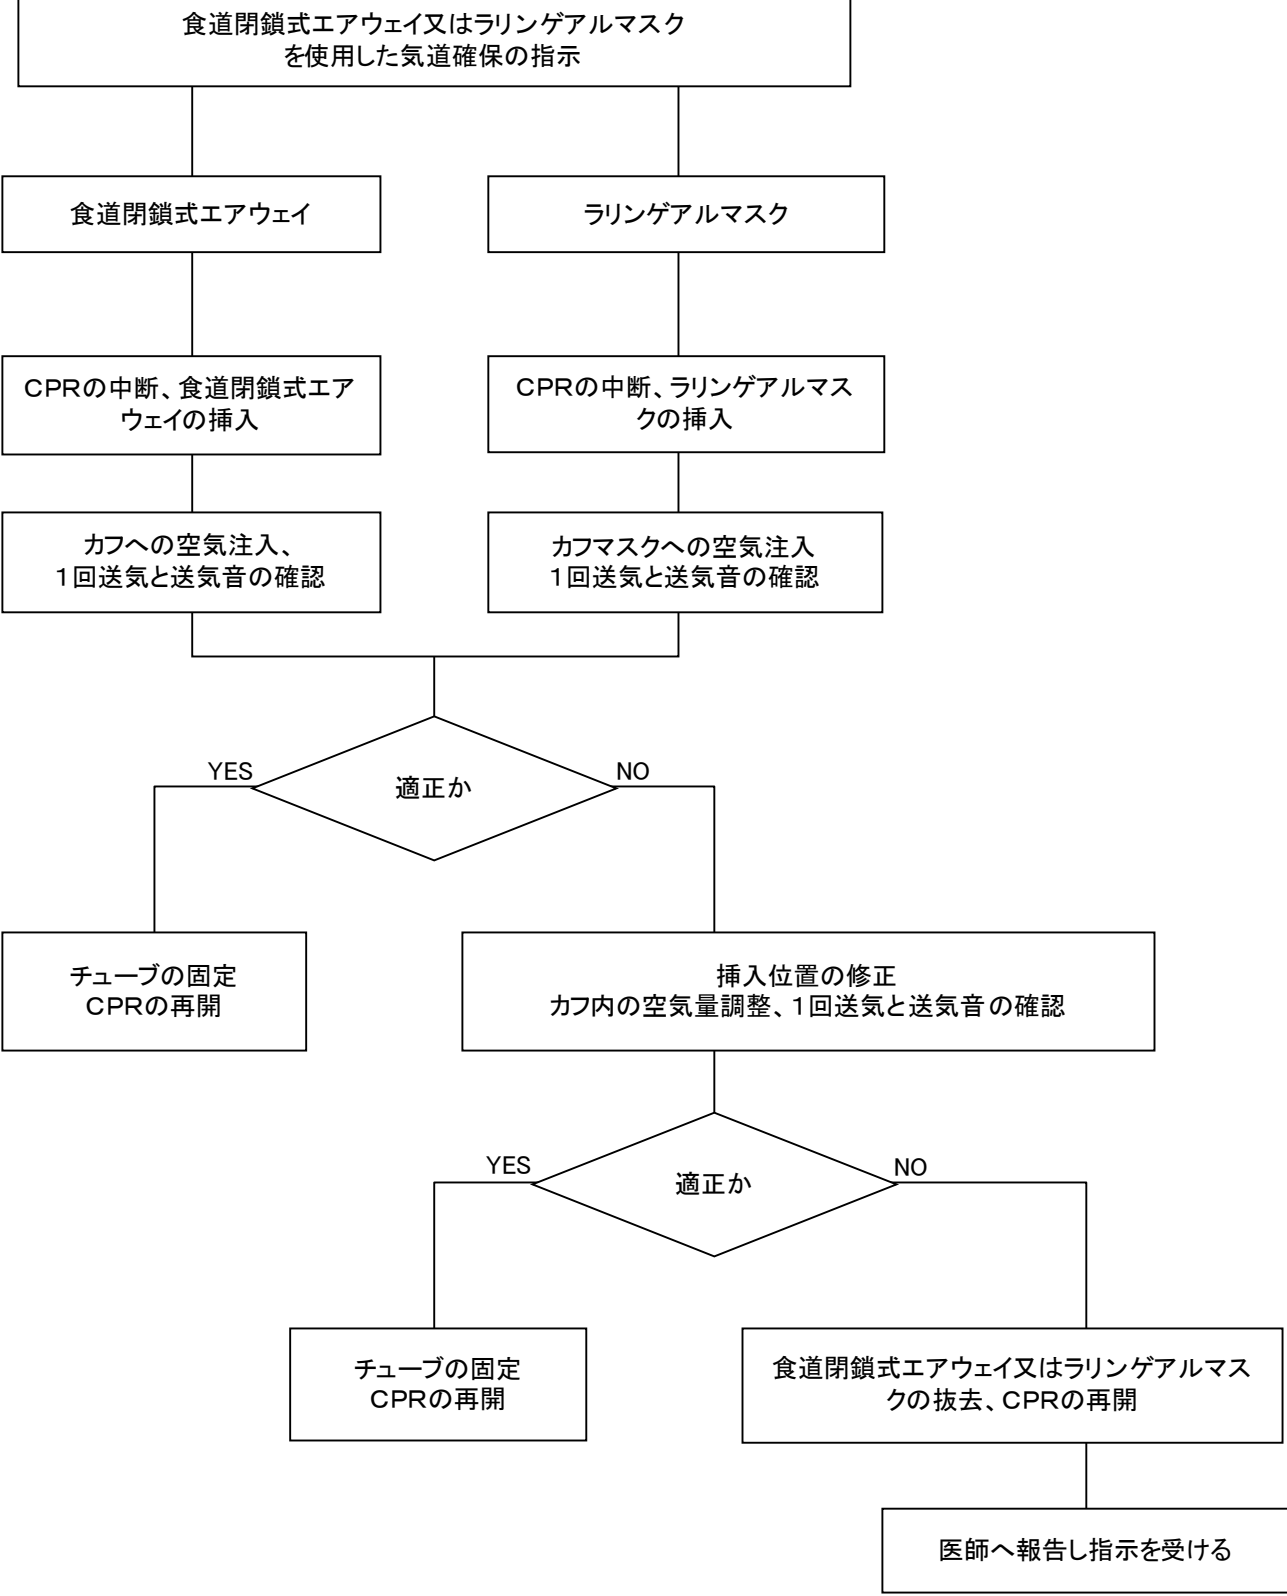 食道閉鎖式エアウェイ又はラリンゲアルマスク
を使用した気道確保の指示
食道閉鎖式エアウェイ
ラリンゲアルマスク
CPRの中断、食道閉鎖式エア
ウェイの挿入
CPRの中断、ラリンゲアルマス
クの挿入
カフへの空気注入、
1回送気と送気音の確認
カフマスクへの空気注入
1回送気と送気音の確認
YES
適正か
NO
チューブの固定
CPRの再開
挿入位置の修正
カフ内の空気量調整、1回送気と送気音の確認
YES
適正か
NO
チューブの固定
CPRの再開
食道閉鎖式エアウェイ又はラリンゲアルマス
クの抜去、CPRの再開
医師へ報告し指示を受ける